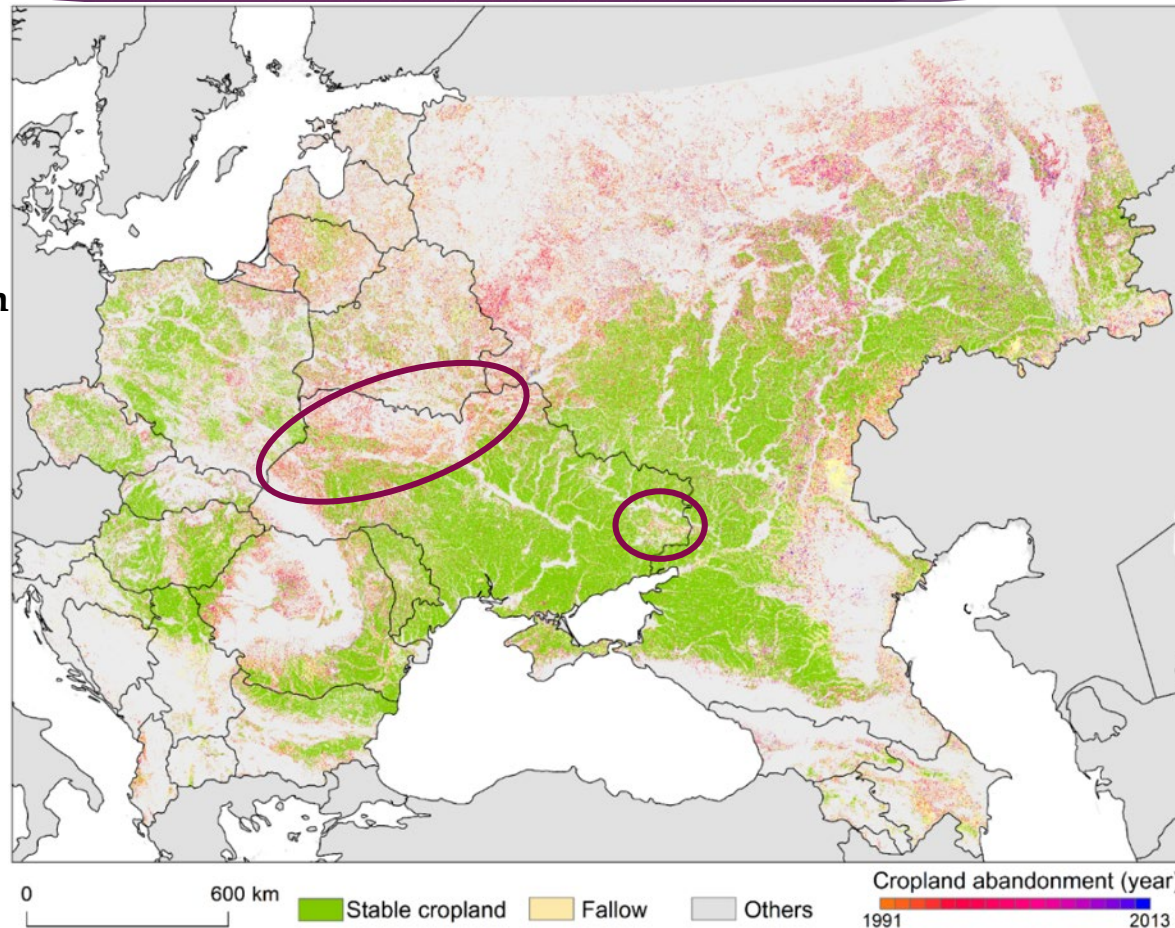 n
0 600 km
Stable cropland
Fallow
Others
Cropland abandonment (year)
1991 2013